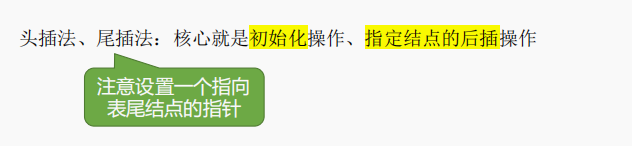 头插法、尾插法：核心就是初始化操作、指定结点的后插操作
注意设置一个指向
表尾结点的指针